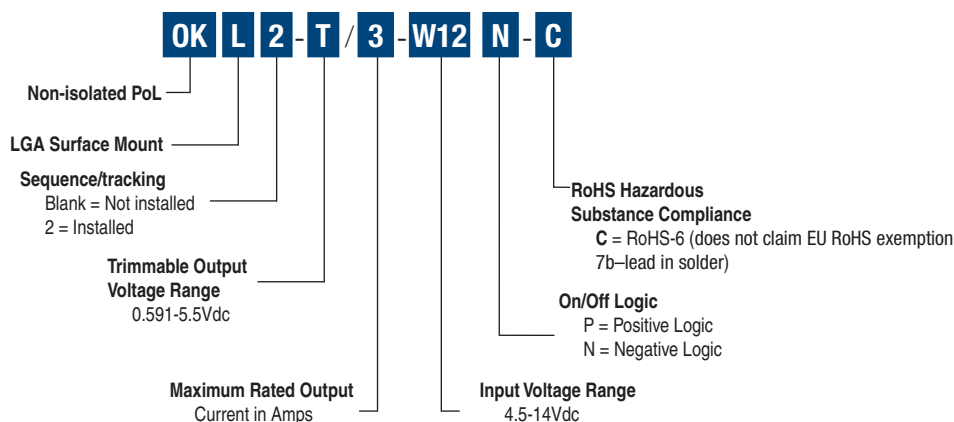 OK L 2 - T / 3 - W12 N - C
Non-isolated PoL
LGA Surface Mount
Sequence/tracking
Blank = Not installed
2 = Installed
Trimmable Output
Voltage Range
0.591-5.5Vdc
Maximum Rated Output
Current in Amps
Input Voltage Range
4.5-14Vdc
On/Off Logic
P = Positive Logic
N = Negative Logic
RoHS Hazardous
Substance Compliance
C = RoHS-6 (does not claim EU RoHS exemption
7b–lead in solder)